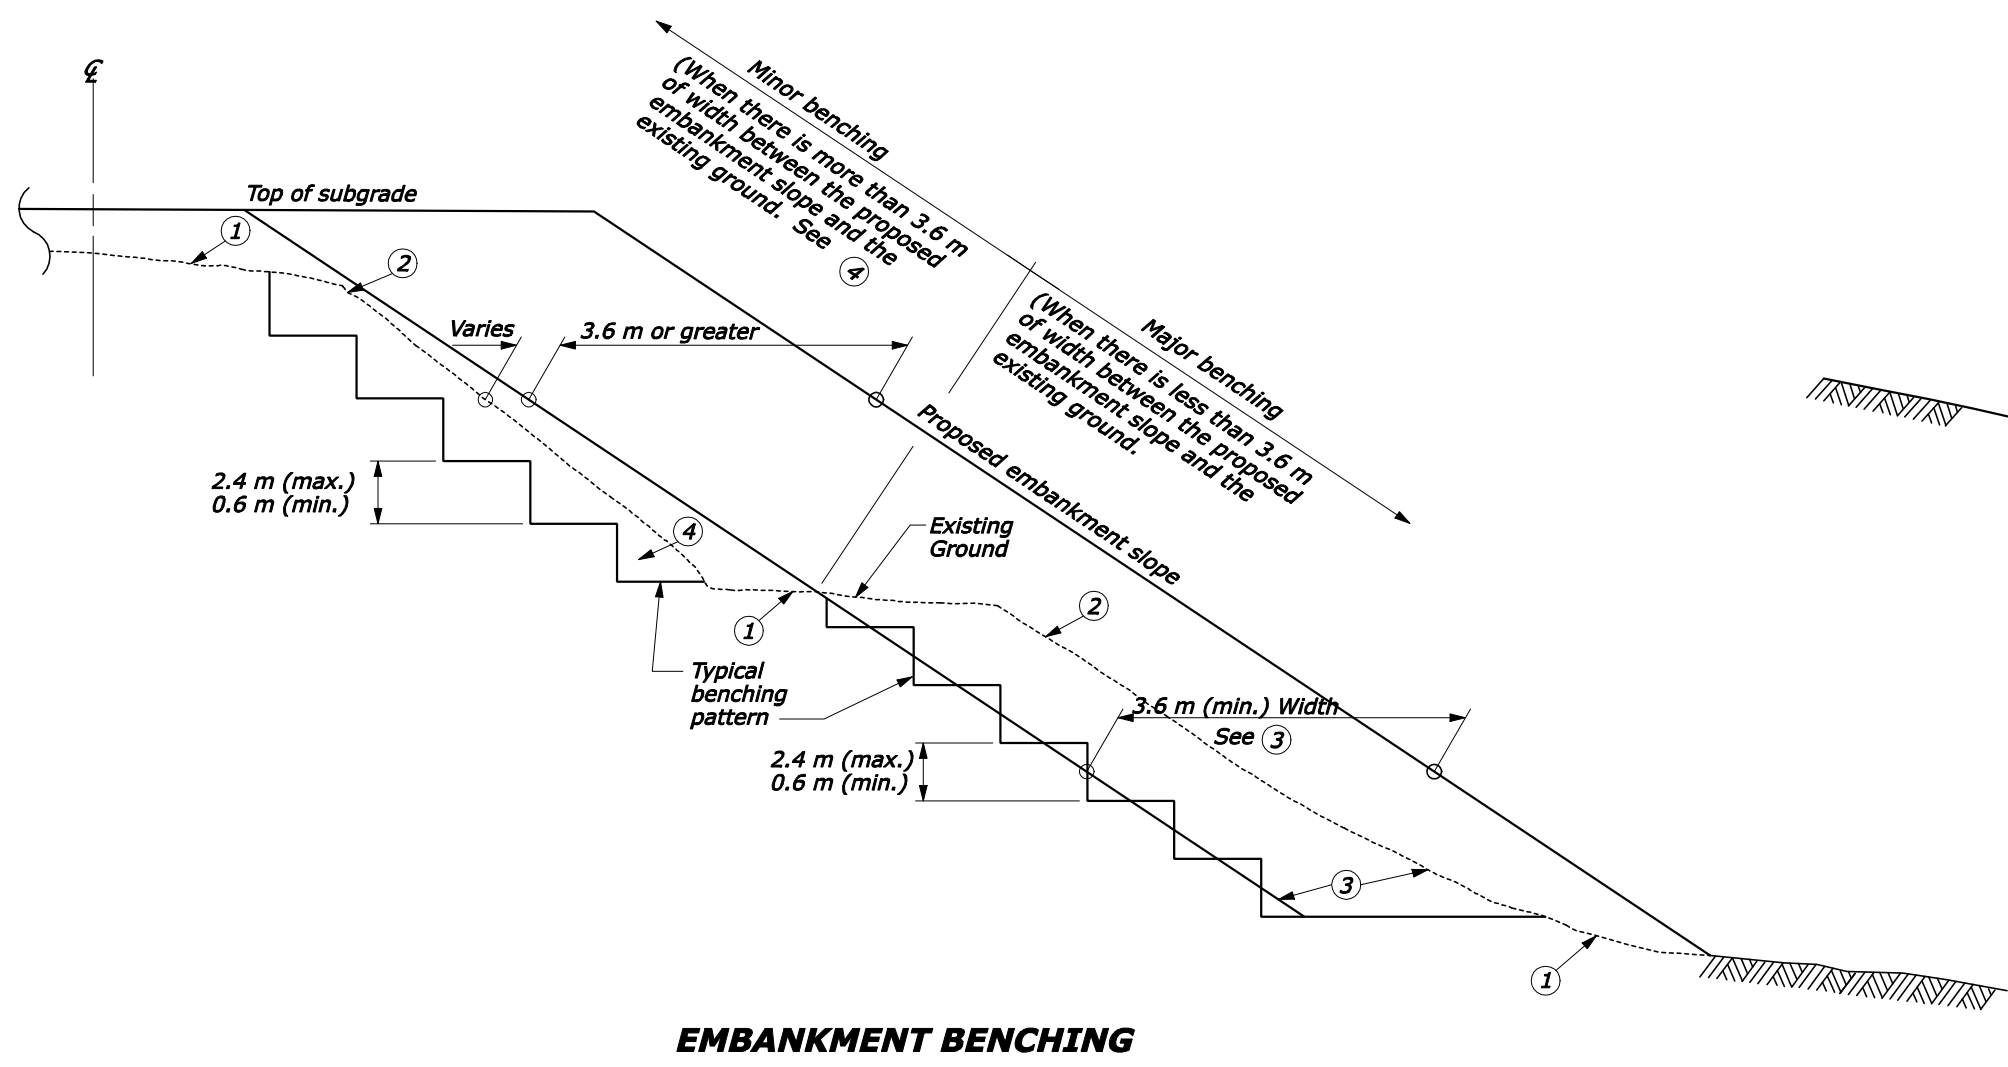 ℄
Minor benching
(When there is more than 3.6 m
of width between the proposed
embankment slope and the
existing ground. See 4
Top of subgrade
1
2
Varies
3.6 m or greater
Major benching
(When there is less than 3.6 m
of width between the proposed
embankment slope and the
existing ground.
Proposed embankment slope
2.4 m (max.)
0.6 m (min.)
4
Existing
Ground
1
2
Typical
benching
pattern
3.6 m (min.) Width
See 3
2.4 m (max.)
0.6 m (min.)
3
1
EMBANKMENT BENCHING